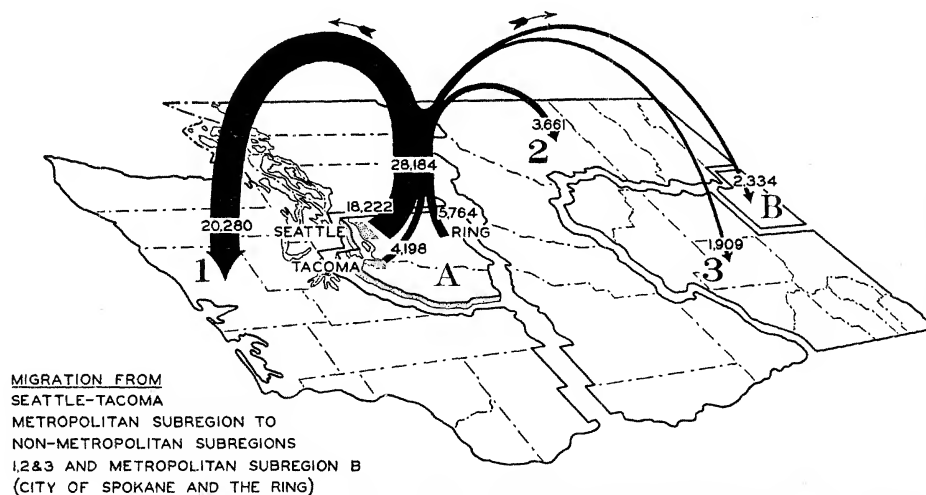 3,661
2
28,184
2,334
B
18,222
5,764
20,280
SEATTLE
RING
4,198
1,909
1
TACOMA
A
3
MIGRATION FROM
SEATTLE-TACOMA
METROPOLITAN SUBREGION TO
NON-METROPOLITAN SUBREGIONS
1,2&3 AND METROPOLITAN SUBREGION B
(CITY OF SPOKANE AND THE RING)